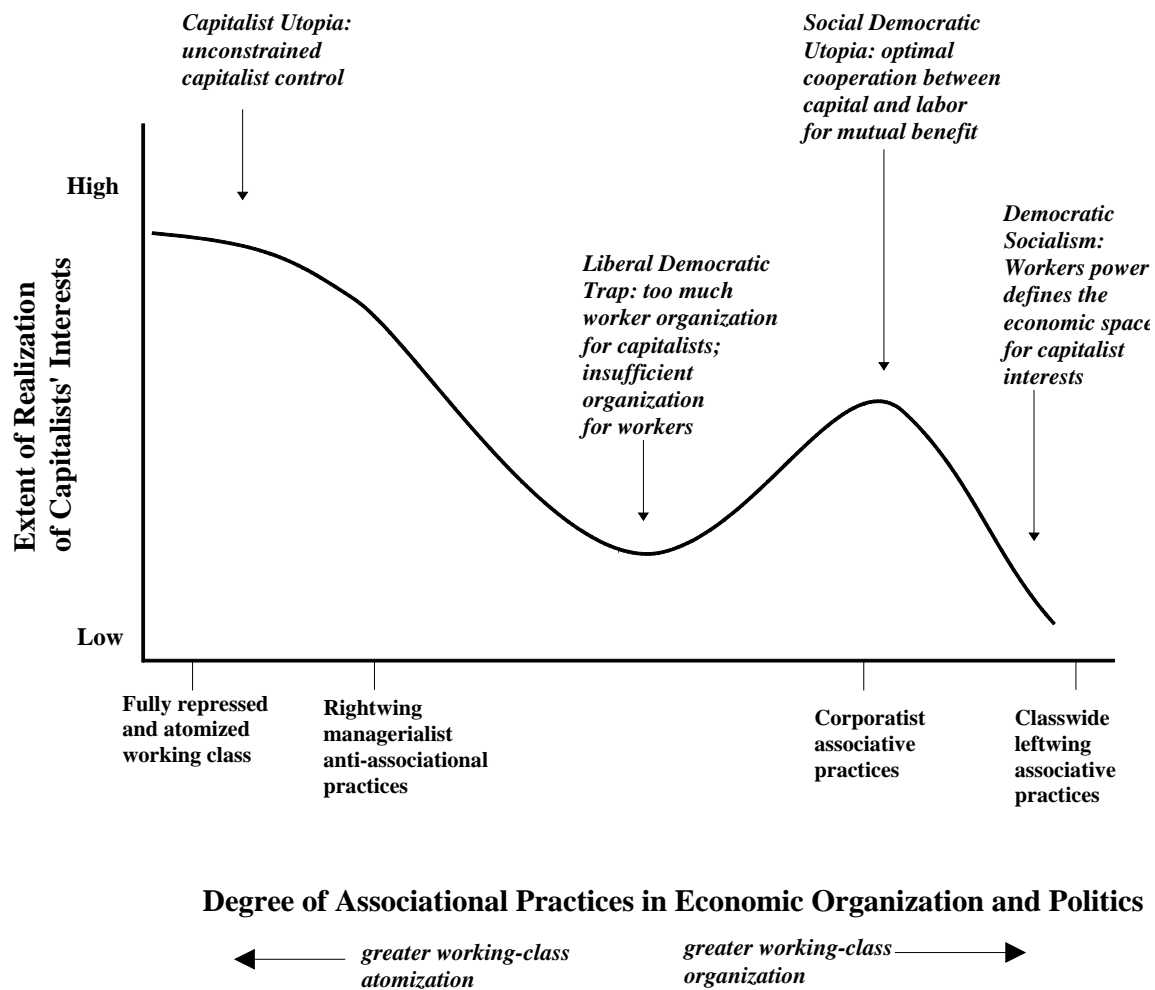 Capitalist Utopia:
unconstrained
capitalist control
Social Democratic
Utopia: optimal
cooperation between
capital and labor
for mutual benefit
High
Democratic
Socialism:
Workers power
defines the
economic space
for capitalist
interests
Liberal Democratic
Trap: too much
worker organization
for capitalists;
insufficient
organization
for workers
Extent of Realization
of Capitalists' Interests
Low
Fully repressed
and atomized
working class
Rightwing
managerialist
anti-associational
practices
Corporatist
associative
practices
Classwide
leftwing
associative
practices
Degree of Associational Practices in Economic Organization and Politics
greater working-class
atomization
greater working-class
organization